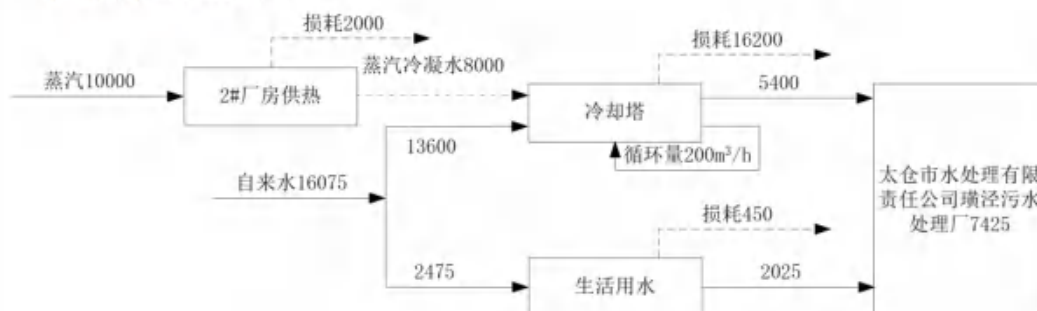 损耗2000
损耗16200
蒸汽10000
蒸汽冷凝水8000
5400
2#厂房供热
冷却塔
13600
循环量200m³/h
自来水16075
太仓市水处理有限
责任公司璜泾污水
处理厂7425
损耗450
2475
2025
生活用水